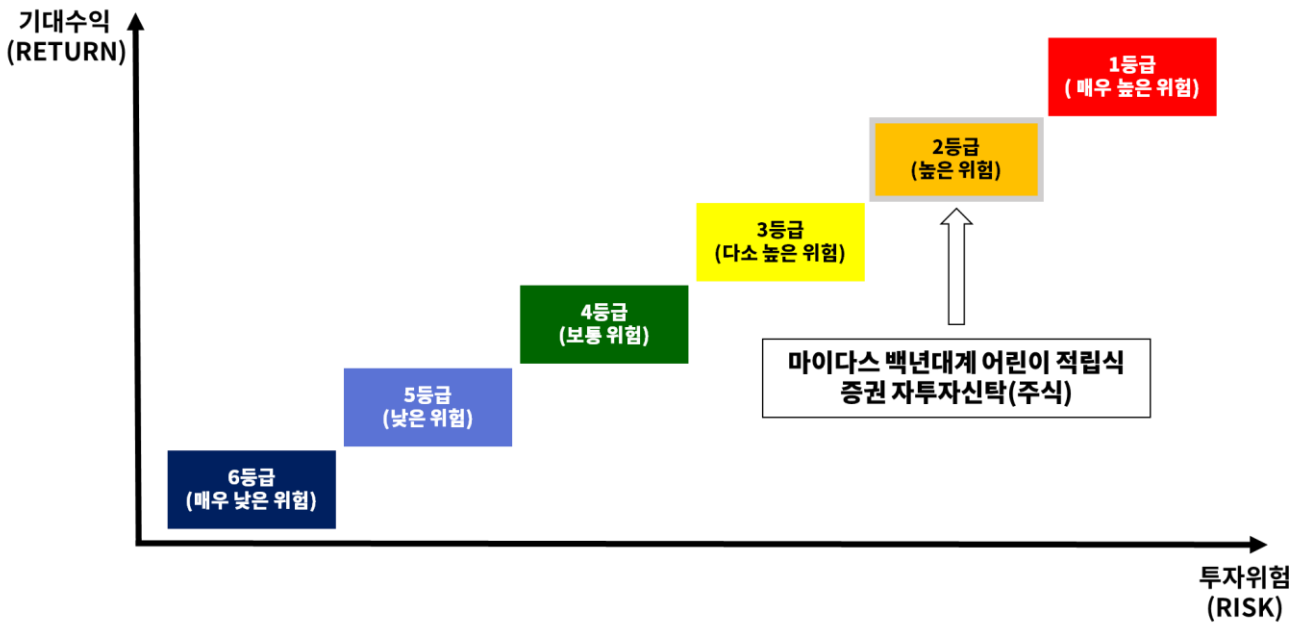 기대수익
(RETURN)
1등급
( 매우 높은 위험)
2등급
(높은 위험)
3등급
(다소 높은 위험)
4등급
(보통 위험)
마이다스 백년대계 어린이 적립식
증권 자투자신탁(주식)
5등급
(낮은 위험)
6등급
(매우 낮은 위험)
투자위험
(RISK)